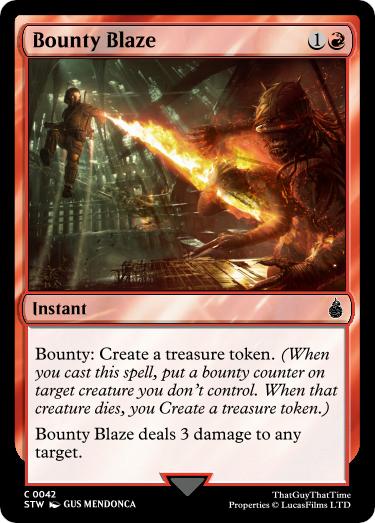 Bounty Blaze 1
Instant
Bounty: Create a treasure token. (When
you cast this spell, put a bounty counter on
target creature you don't control. When that
creature dies, you Create a treasure token.)
Bounty Blaze deals 3 damage to any
target.
C 0042
STW GUS MENDONCA
ThatGuyThatTime
Properties © LucasFilms LTD